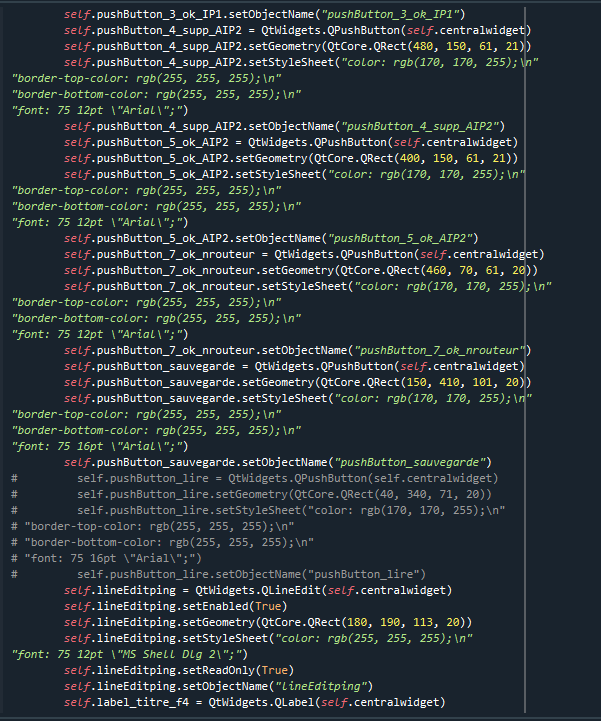 self.pushButton_3_ok_IP1.setObjectName("pushButton_3_ok_IP1")
self.pushButton_4_supp_AIP2 = QtWidgets.QPushButton(self.centralwidget)
self.pushButton_4_supp_AIP2.setGeometry(QtCore.QRect(480, 150, 61, 21))
self.pushButton_4_supp_AIP2.setStyleSheet("color: rgb(170, 170, 255);\n"
"border-top-color: rgb(255, 255, 255);\n"
"border-bottom-color: rgb(255, 255, 255);\n"
"font: 75 12pt \"Arial\";")
self.pushButton_4_supp_AIP2.setObjectName("pushButton_4_supp_AIP2")
self.pushButton_5_ok_AIP2 = QtWidgets.QPushButton(self.centralwidget)
self.pushButton_5_ok_AIP2.setGeometry(QtCore.QRect(400, 150, 61, 21))
self.pushButton_5_ok_AIP2.setStyleSheet("color: rgb(170, 170, 255);\n"
"border-top-color: rgb(255, 255, 255);\n"
"border-bottom-color: rgb(255, 255, 255);\n"
"font: 75 12pt \"Arial\";")
self.pushButton_5_ok_AIP2.setObjectName("pushButton_5_ok_AIP2")
self.pushButton_7_ok_nrouteur = QtWidgets.QPushButton(self.centralwidget)
self.pushButton_7_ok_nrouteur.setGeometry(QtCore.QRect(460, 70, 61, 20))
self.pushButton_7_ok_nrouteur.setStyleSheet("color: rgb(170, 170, 255);\n"
"border-top-color: rgb(255, 255, 255);\n"
"border-bottom-color: rgb(255, 255, 255);\n"
"font: 75 12pt \"Arial\";")
self.pushButton_7_ok_nrouteur.setObjectName("pushButton_7_ok_nrouteur")
self.pushButton_sauvegarde = QtWidgets.QPushButton(self.centralwidget)
self.pushButton_sauvegarde.setGeometry(QtCore.QRect(150, 410, 101, 20))
self.pushButton_sauvegarde.setStyleSheet("color: rgb(170, 170, 255);\n"
"border-top-color: rgb(255, 255, 255);\n"
"border-bottom-color: rgb(255, 255, 255);\n"
"font: 75 16pt \"Arial\";")
self.pushButton_sauvegarde.setObjectName("pushButton_sauvegarde")
# self.pushButton_lire = QtWidgets.QPushButton(self.centralwidget)
# self.pushButton_lire.setGeometry(QtCore.QRect(40, 340, 71, 20))
# self.pushButton_lire.setStyleSheet("color: rgb(170, 170, 255);\n"
# "border-top-color: rgb(255, 255, 255);\n"
# "border-bottom-color: rgb(255, 255, 255);\n"
# "font: 75 16pt \"Arial\";")
# self.pushButton_lire.setObjectName("pushButton_lire")
self.lineEditping = QtWidgets.QLineEdit(self.centralwidget)
self.lineEditping.setEnabled(True)
self.lineEditping.setGeometry(QtCore.QRect(180, 190, 113, 20))
self.lineEditping.setStyleSheet("color: rgb(255, 255, 255);\n"
"font: 75 12pt \"MS Shell Dlg 2\";")
self.lineEditping.setReadOnly(True)
self.lineEditping.setObjectName("lineEditping")
self.label_titre_f4 = QtWidgets.QLabel(self.centralwidget)